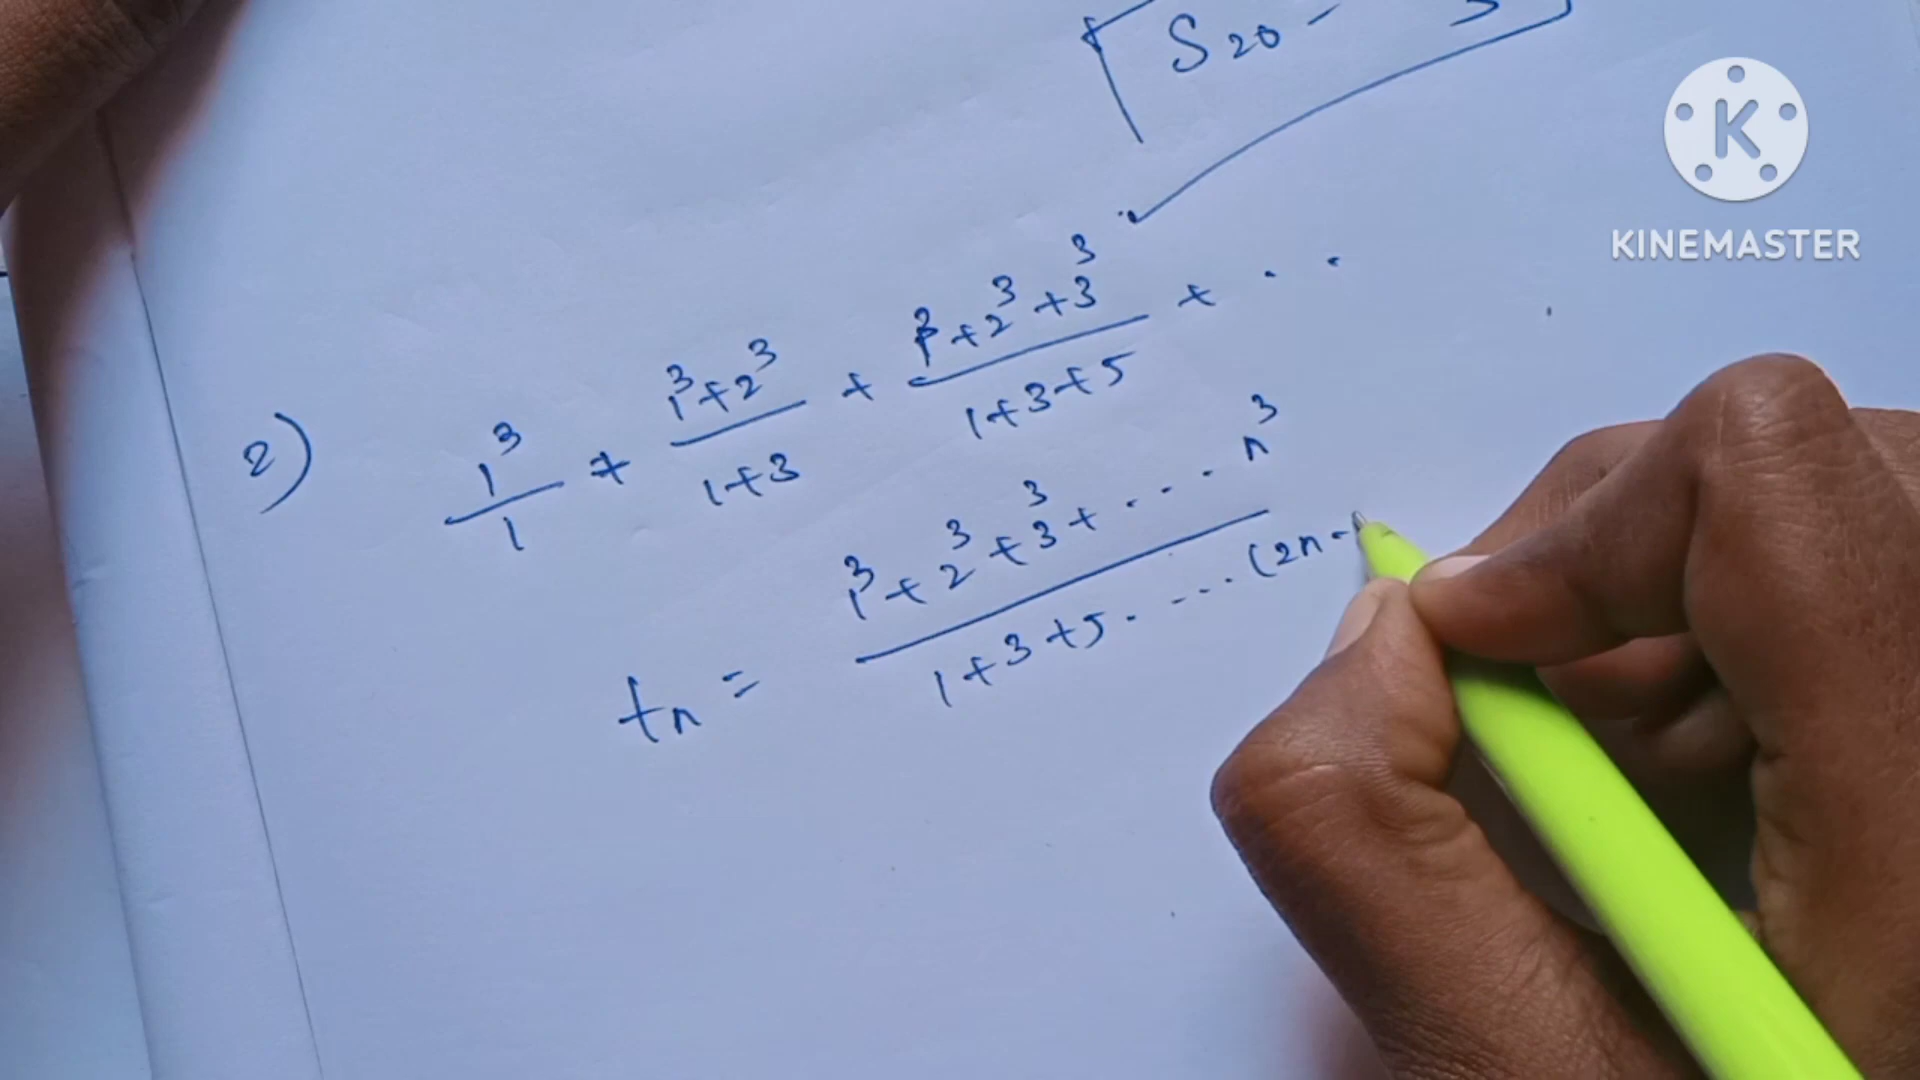 S₂₀ -
KINEMASTER
2) 1³/1 + (1³+2³)/(1+3) + (1³+2³+3³)/(1+3+5) + . .
tn = (1³+2³+3³+....n³)/(1+3+5.....(2n-